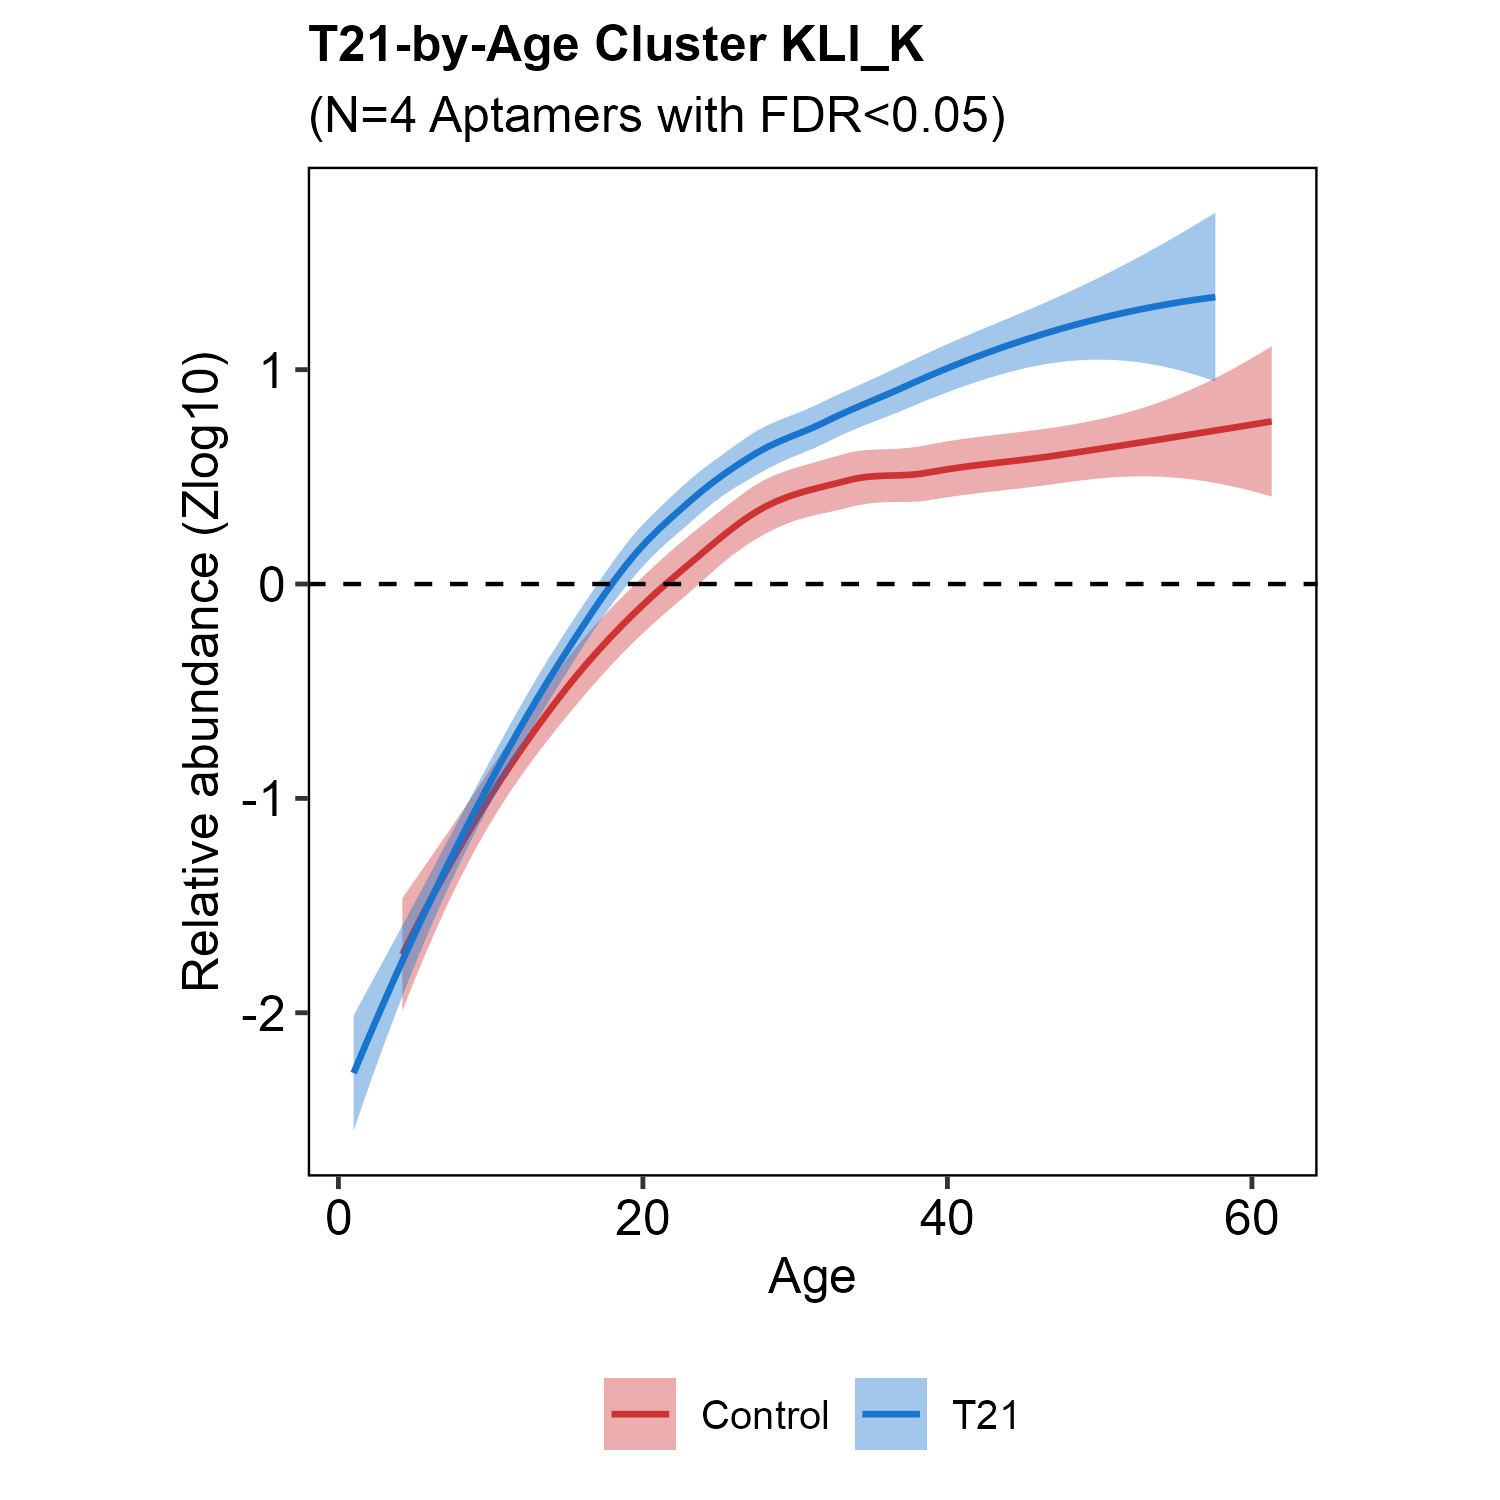 T21-by-Age Cluster KLI_K
(N=4 Aptamers with FDR<0.05)
Relative abundance (Zlog10)
1
0
-1
-2
0 20 40 60
Age
Control T21